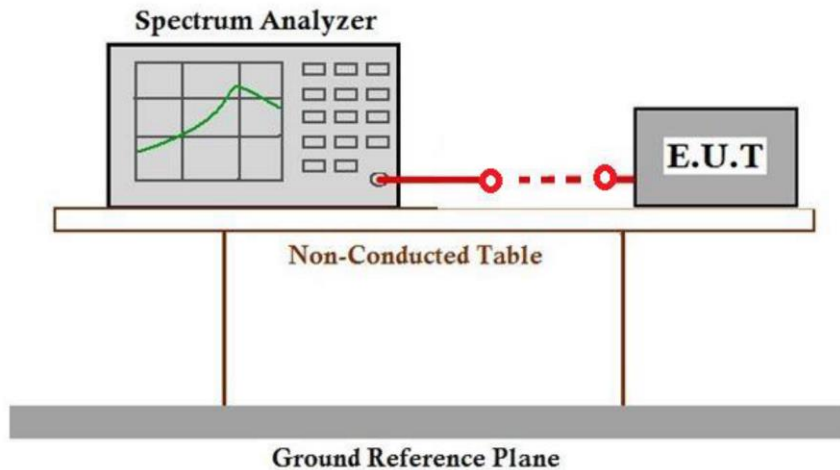 Spectrum Analyzer
E.U.T
Non-Conducted Table
Ground Reference Plane